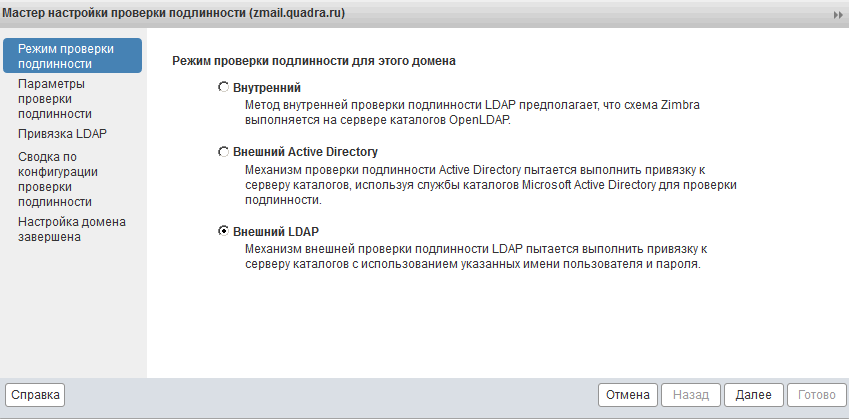 Мастер настройки проверки подлинности (zmail.quadra.ru)
Режим проверки
подлинности
Параметры
проверки
подлинности
Привязка LDAP
Сводка по
конфигурации
проверки
подлинности
Настройка домена
завершена
Режим проверки подлинности для этого домена
Внутренний
Метод внутренней проверки подлинности LDAP предполагает, что схема Zimbra
выполняется на сервере каталогов OpenLDAP.
Внешний Active Directory
Механизм проверки подлинности Active Directory пытается выполнить привязку к
серверу каталогов, используя службы каталогов Microsoft Active Directory для проверки
подлинности.
Внешний LDAP
Механизм внешней проверки подлинности LDAP пытается выполнить привязку к
серверу каталогов с использованием указанных имени пользователя и пароля.
Справка
Отмена
Назад
Далее
Готово